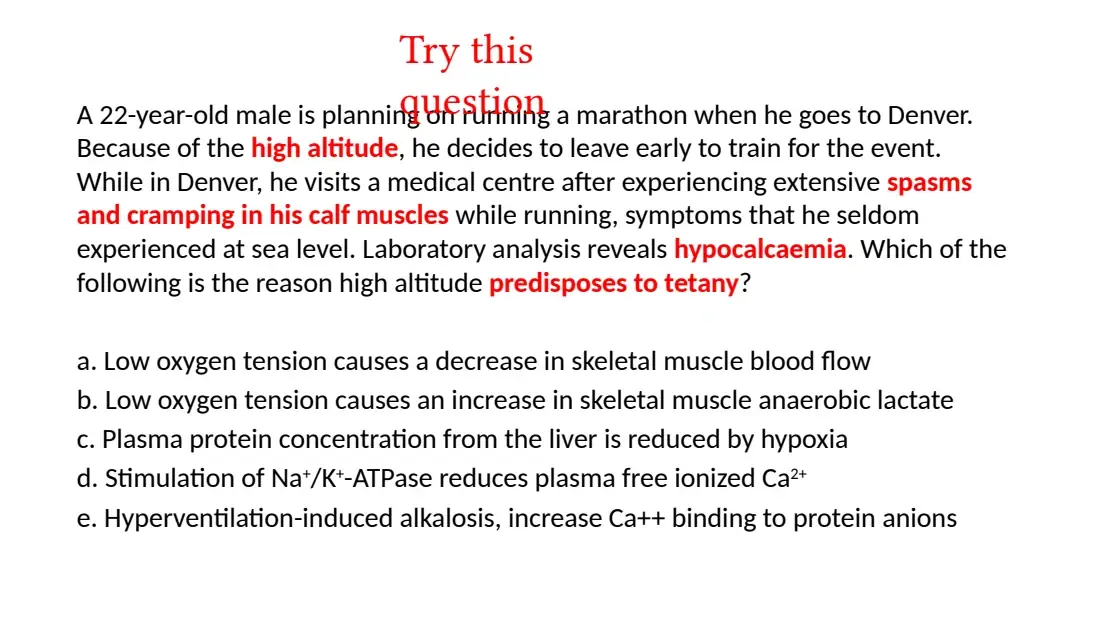 Try this
question
A 22-year-old male is planning on running a marathon when he goes to Denver.
Because of the high altitude, he decides to leave early to train for the event.
While in Denver, he visits a medical centre after experiencing extensive spasms
and cramping in his calf muscles while running, symptoms that he seldom
experienced at sea level. Laboratory analysis reveals hypocalcaemia. Which of the
following is the reason high altitude predisposes to tetany?
a. Low oxygen tension causes a decrease in skeletal muscle blood flow
b. Low oxygen tension causes an increase in skeletal muscle anaerobic lactate
c. Plasma protein concentration from the liver is reduced by hypoxia
d. Stimulation of Na⁺/K⁺-ATPase reduces plasma free ionized Ca²⁺
e. Hyperventilation-induced alkalosis, increase Ca++ binding to protein anions